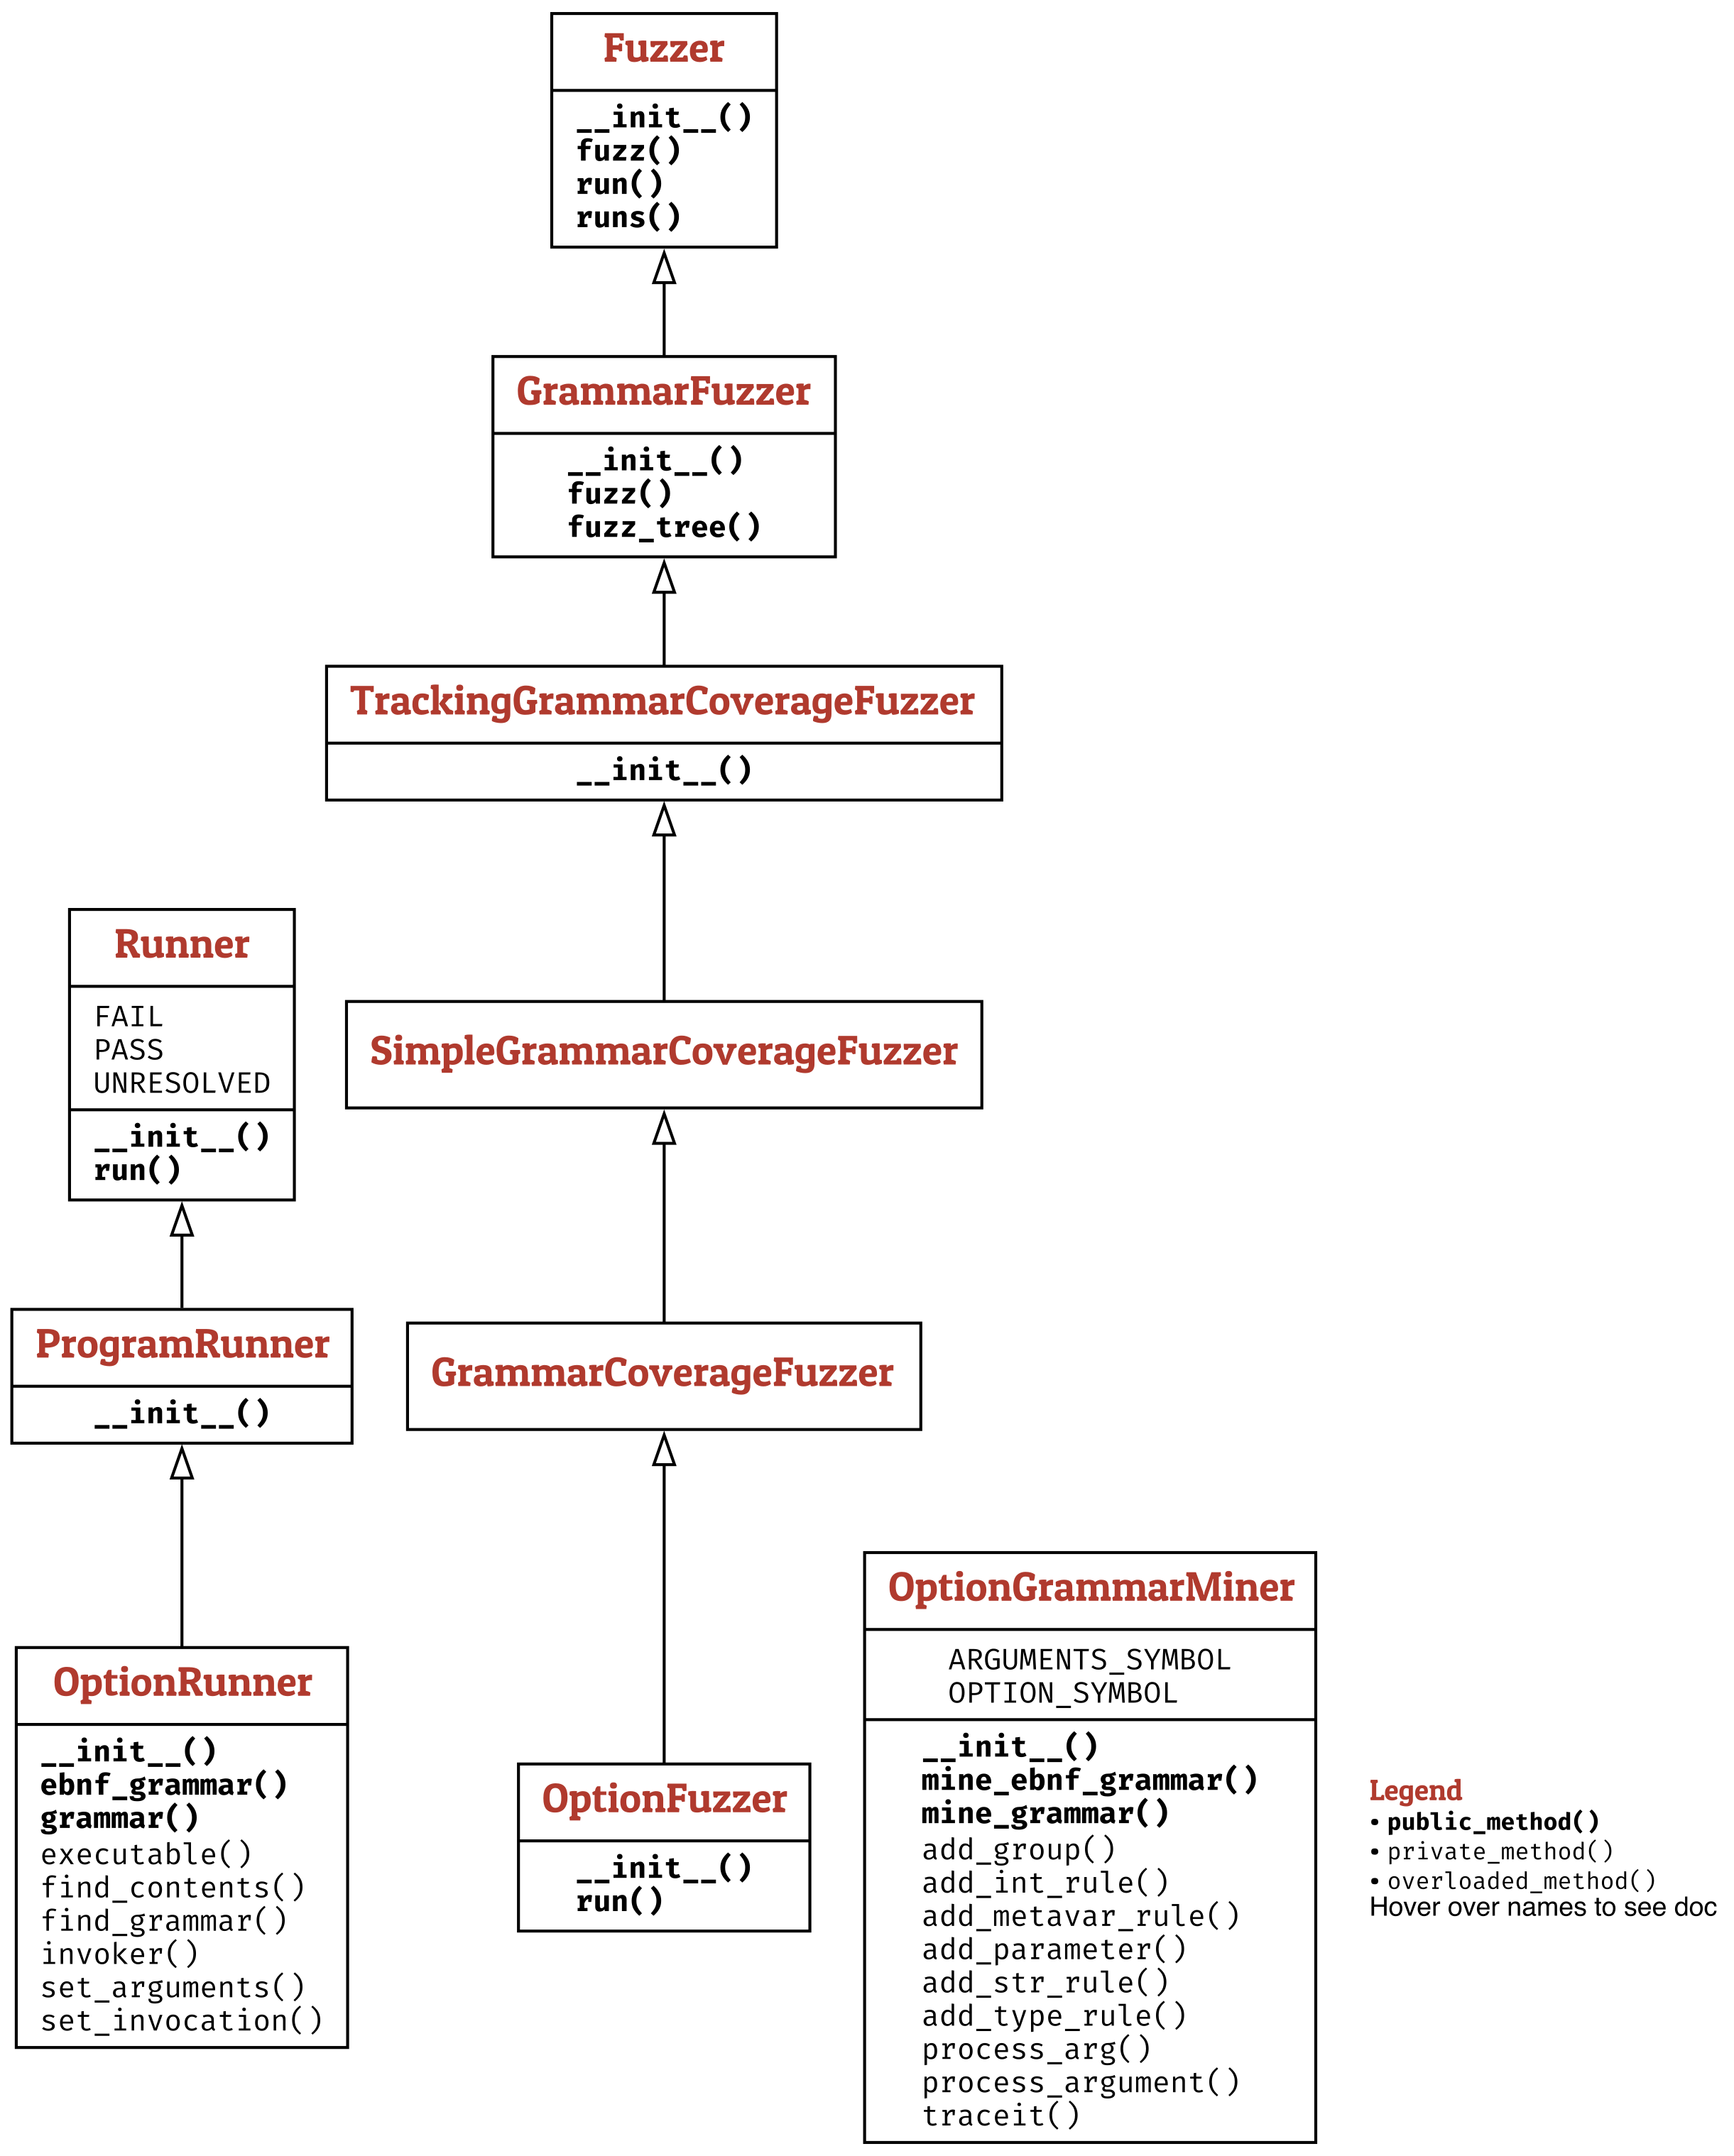 Fuzzer
__init__()
fuzz()
run()
runs()
GrammarFuzzer
__init__()
fuzz()
fuzz_tree()
TrackingGrammarCoverageFuzzer
__init__()
Runner
FAIL
PASS
UNRESOLVED
__init__()
run()
SimpleGrammarCoverageFuzzer
ProgramRunner
__init__()
GrammarCoverageFuzzer
OptionRunner
__init__()
ebnf_grammar()
grammar()
executable()
find_contents()
find_grammar()
invoker()
set_arguments()
set_invocation()
OptionFuzzer
__init__()
run()
OptionGrammarMiner
ARGUMENTS_SYMBOL
OPTION_SYMBOL
__init__()
mine_ebnf_grammar()
mine_grammar()
add_group()
add_int_rule()
add_metavar_rule()
add_parameter()
add_str_rule()
add_type_rule()
process_arg()
process_argument()
traceit()
Legend
• public_method()
• private_method()
• overloaded_method()
Hover over names to see doc